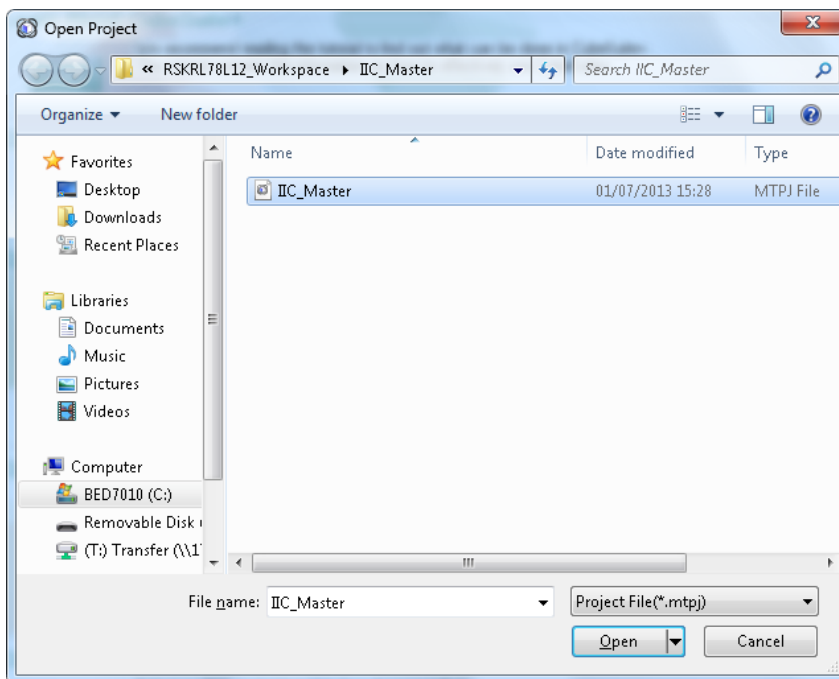 Open Project
« RSKRL78L12_Workspace ▸ IIC_Master
Search IIC_Master
Organize New folder
Name Date modified Type
IIC_Master 01/07/2013 15:28 MTPJ File
Favorites
Desktop
Downloads
Recent Places
Libraries
Documents
Music
Pictures
Videos
Computer
BED7010 (C:)
Removable Disk
(T:) Transfer (\\1
File name: IIC_Master Project File(*.mtpj)
Open Cancel